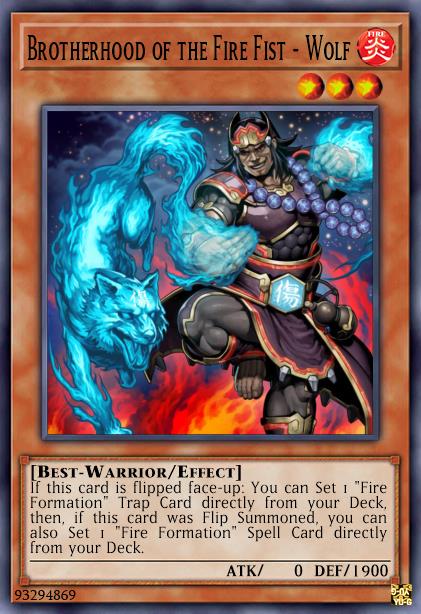 Brotherhood of the Fire Fist - Wolf
FIRE
炎
傷
傷
[Best-Warrior/Effect]
If this card is flipped face-up: You can Set 1 "Fire
Formation" Trap Card directly from your Deck,
then, if this card was Flip Summoned, you can
also Set 1 "Fire Formation" Spell Card directly
from your Deck.
ATK/ 0 DEF/1900
93294869